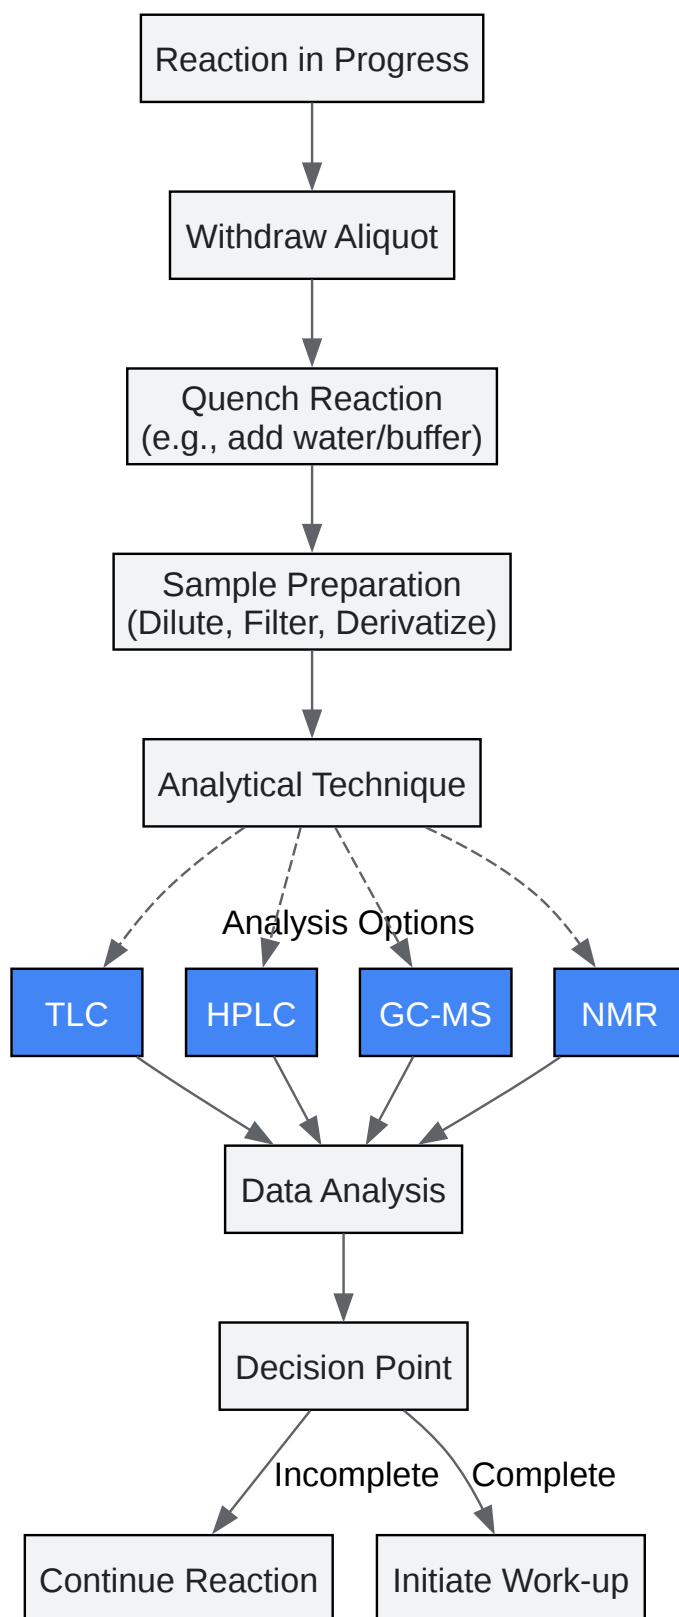 Reaction in Progress
Withdraw Aliquot
Quench Reaction
(e.g., add water/buffer)
Sample Preparation
(Dilute, Filter, Derivatize)
Analytical Technique
Analysis Options
TLC
HPLC
GC-MS
NMR
Data Analysis
Decision Point
Incomplete
Complete
Continue Reaction
Initiate Work-up